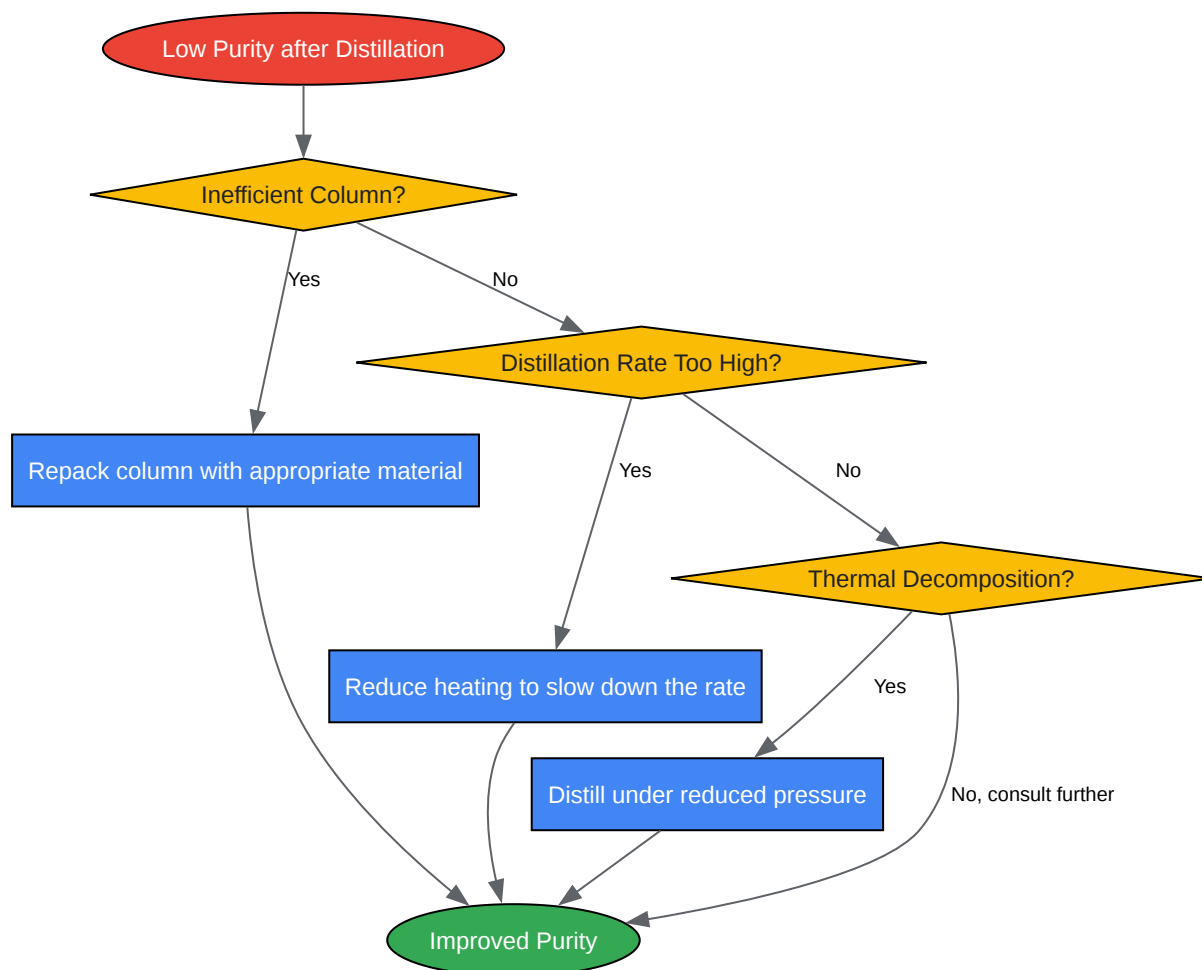 Low Purity after Distillation
Inefficient Column?
Yes
No
Distillation Rate Too High?
Repack column with appropriate material
Yes
No
Thermal Decomposition?
Reduce heating to slow down the rate
Yes
Distill under reduced pressure
No, consult further
Improved Purity